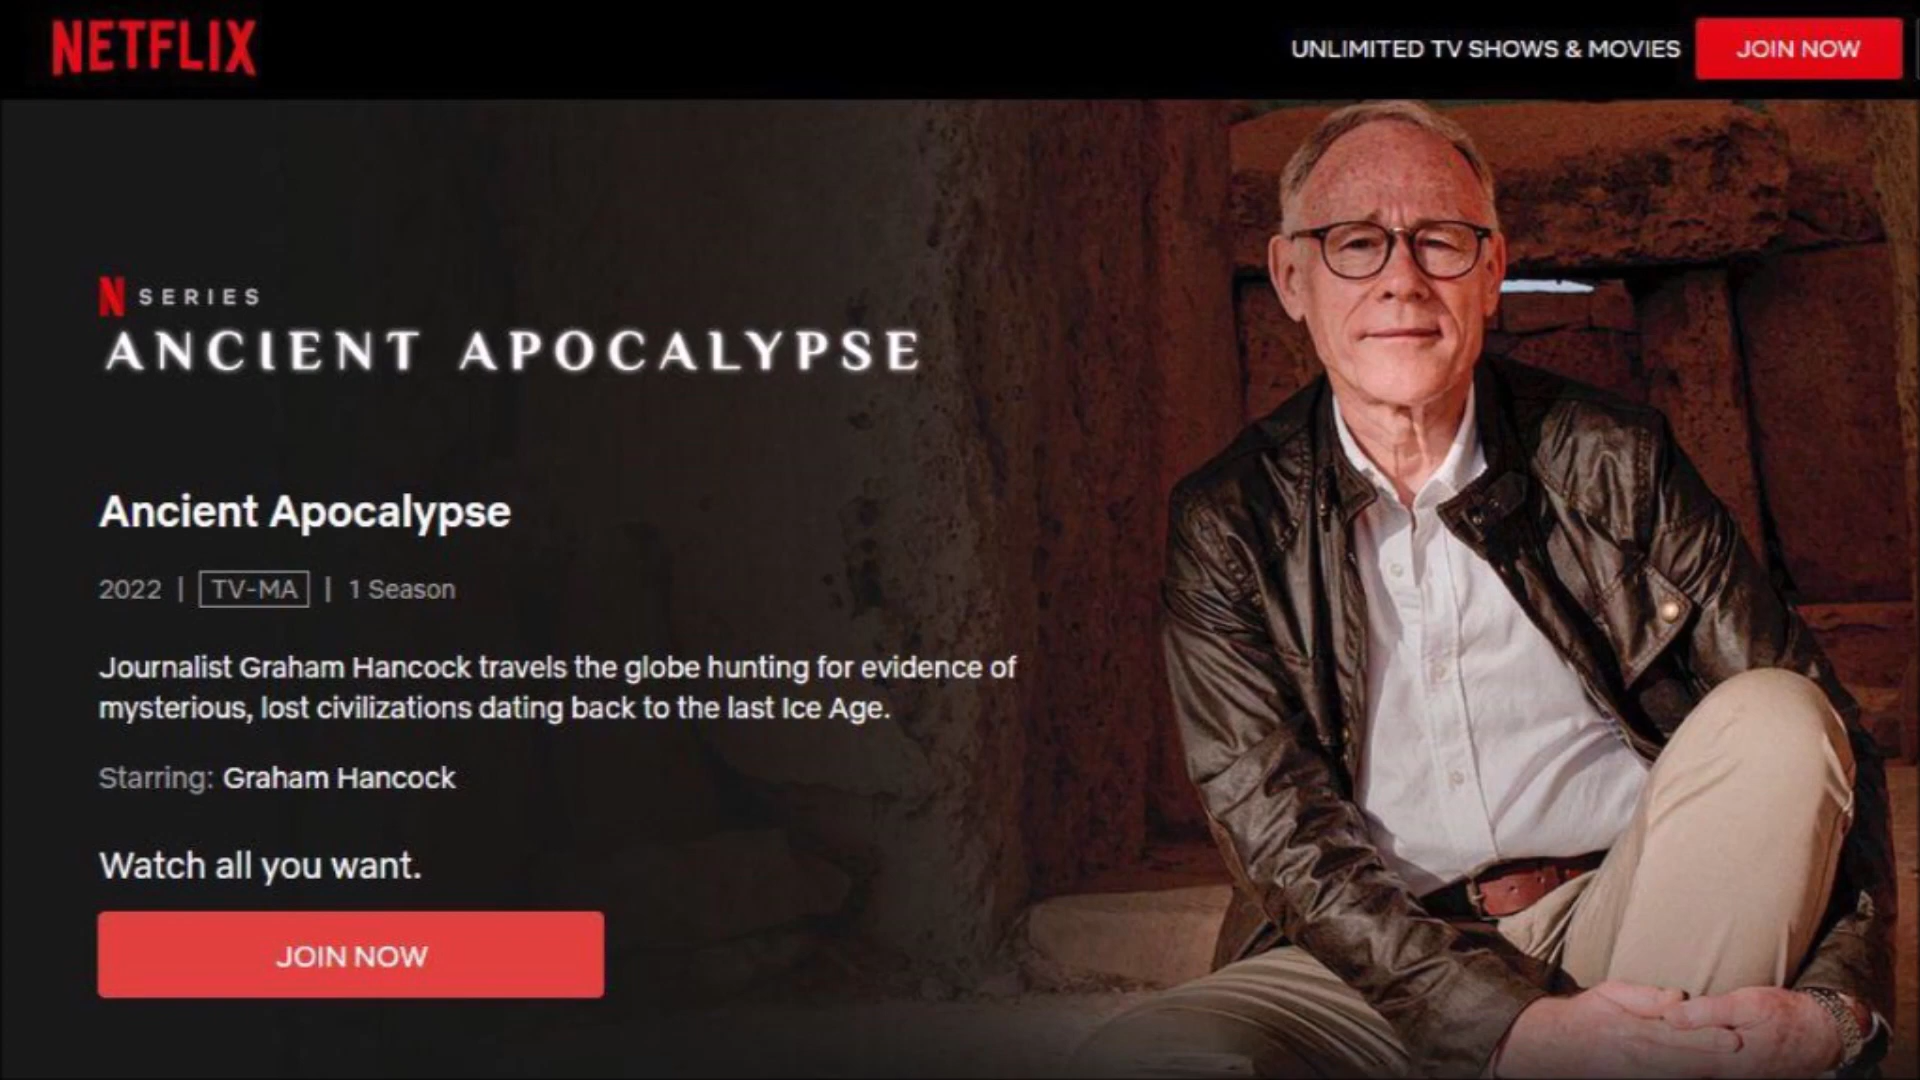 NETFLIX
UNLIMITED TV SHOWS & MOVIES
JOIN NOW
N SERIES
ANCIENT APOCALYPSE
Ancient Apocalypse
2022 | TV-MA | 1 Season
Journalist Graham Hancock travels the globe hunting for evidence of
mysterious, lost civilizations dating back to the last Ice Age.
Starring: Graham Hancock
Watch all you want.
JOIN NOW